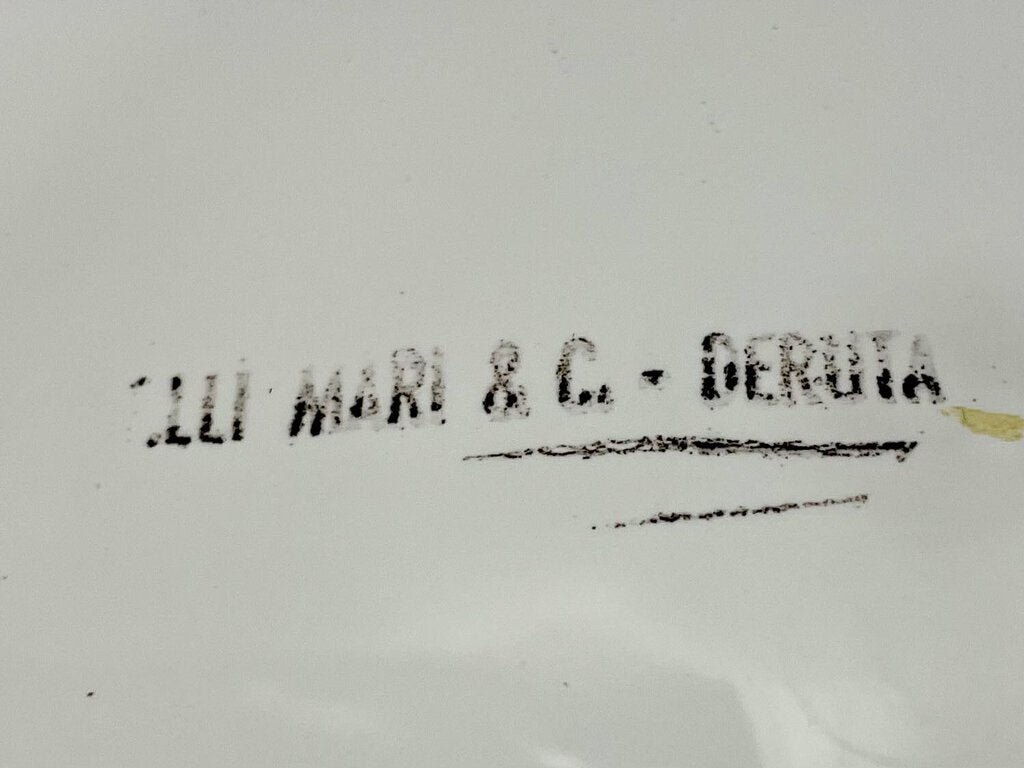 .LLI MARI & C. - DERUTA